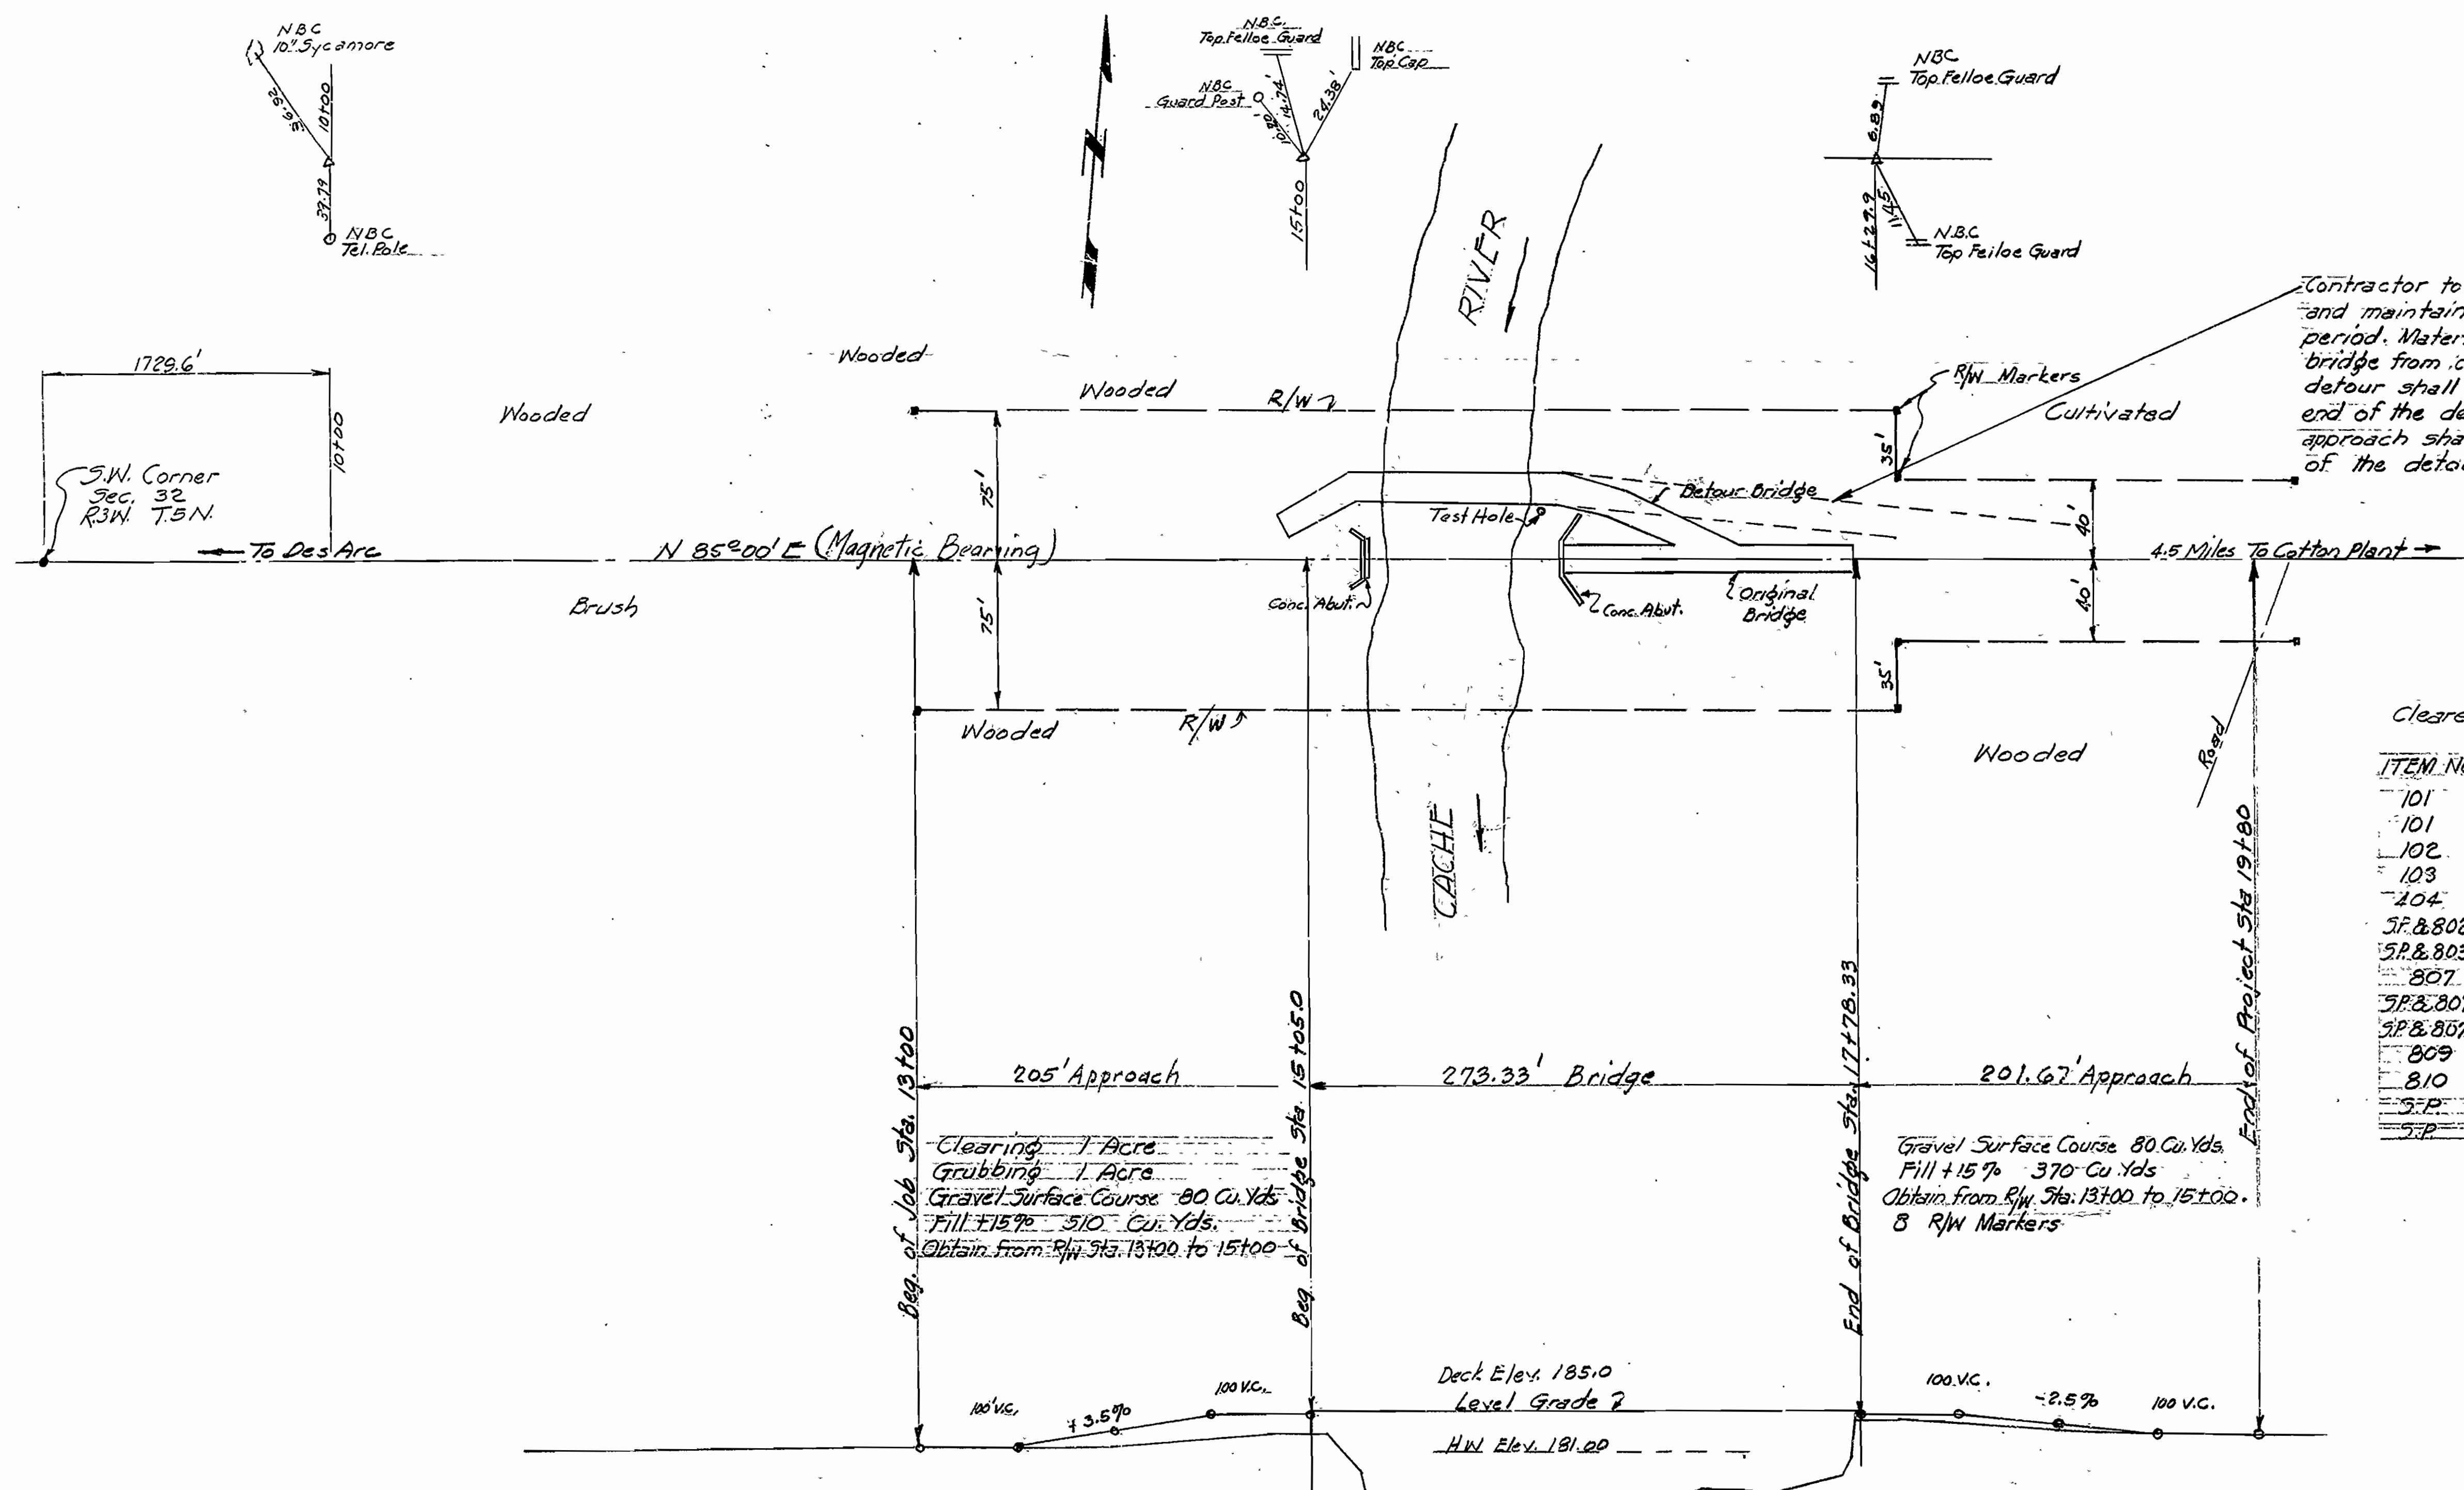 NBC
10" Sycamore
10+00
26.63
39.79
NBC
Tel. Pole
N.B.C.
Top Felloe Guard
NBC
Top Cap
NBC
Guard Post
14.74'
24.38'
15+00
NBC
Top Felloe Guard
6.89
16+29.9
11.45
N.B.C
Top Felloe Guard
RIVER
Contractor to
and maintain
period. Mater
bridge from
detour shall
end of the de
approach sha
of the deto
1729.6'
10+00
Wooded
Wooded
Wooded
R/W
R/W Markers
Cultivated
S.W. Corner
Sec. 32
R.3W. T.5N.
75'
35'
Detour Bridge
Test Hole
40'
To Des Arc
N 85°00' E (Magnetic Bearing)
4.5 Miles To Cotton Plant
Brush
75'
Conc. Abut.
Conc. Abut.
Original
Bridge
40'
35'
Wooded
R/W
Wooded
Road
CACHE
Cleare
ITEM No
101
101
102
103
404
S.P. & 802
S.P. & 803
807
S.P. & 807
S.P. & 807
809
810
S.P.
S.P.
Beg. of Job Sta. 13+00
Beg. of Bridge Sta. 15+05.0
End of Bridge Sta. 17+78.33
End of Project Sta 19+80
205' Approach
273.33' Bridge
201.67' Approach
Clearing 1 Acre
Grubbing 1 Acre
Gravel Surface Course 80 Cu. Yds
Fill +15% 510 Cu. Yds.
Obtain from R/W Sta. 13+00 to 15+00
Gravel Surface Course 80 Cu. Yds.
Fill +15% 370 Cu. Yds
Obtain from R/W Sta. 13+00 to 15+00.
8 R/W Markers
100' V.C.
+3.5%
100 V.C.
Deck Elev. 185.0
Level Grade
HW Elev. 181.00
100 V.C.
-2.5%
100 V.C.